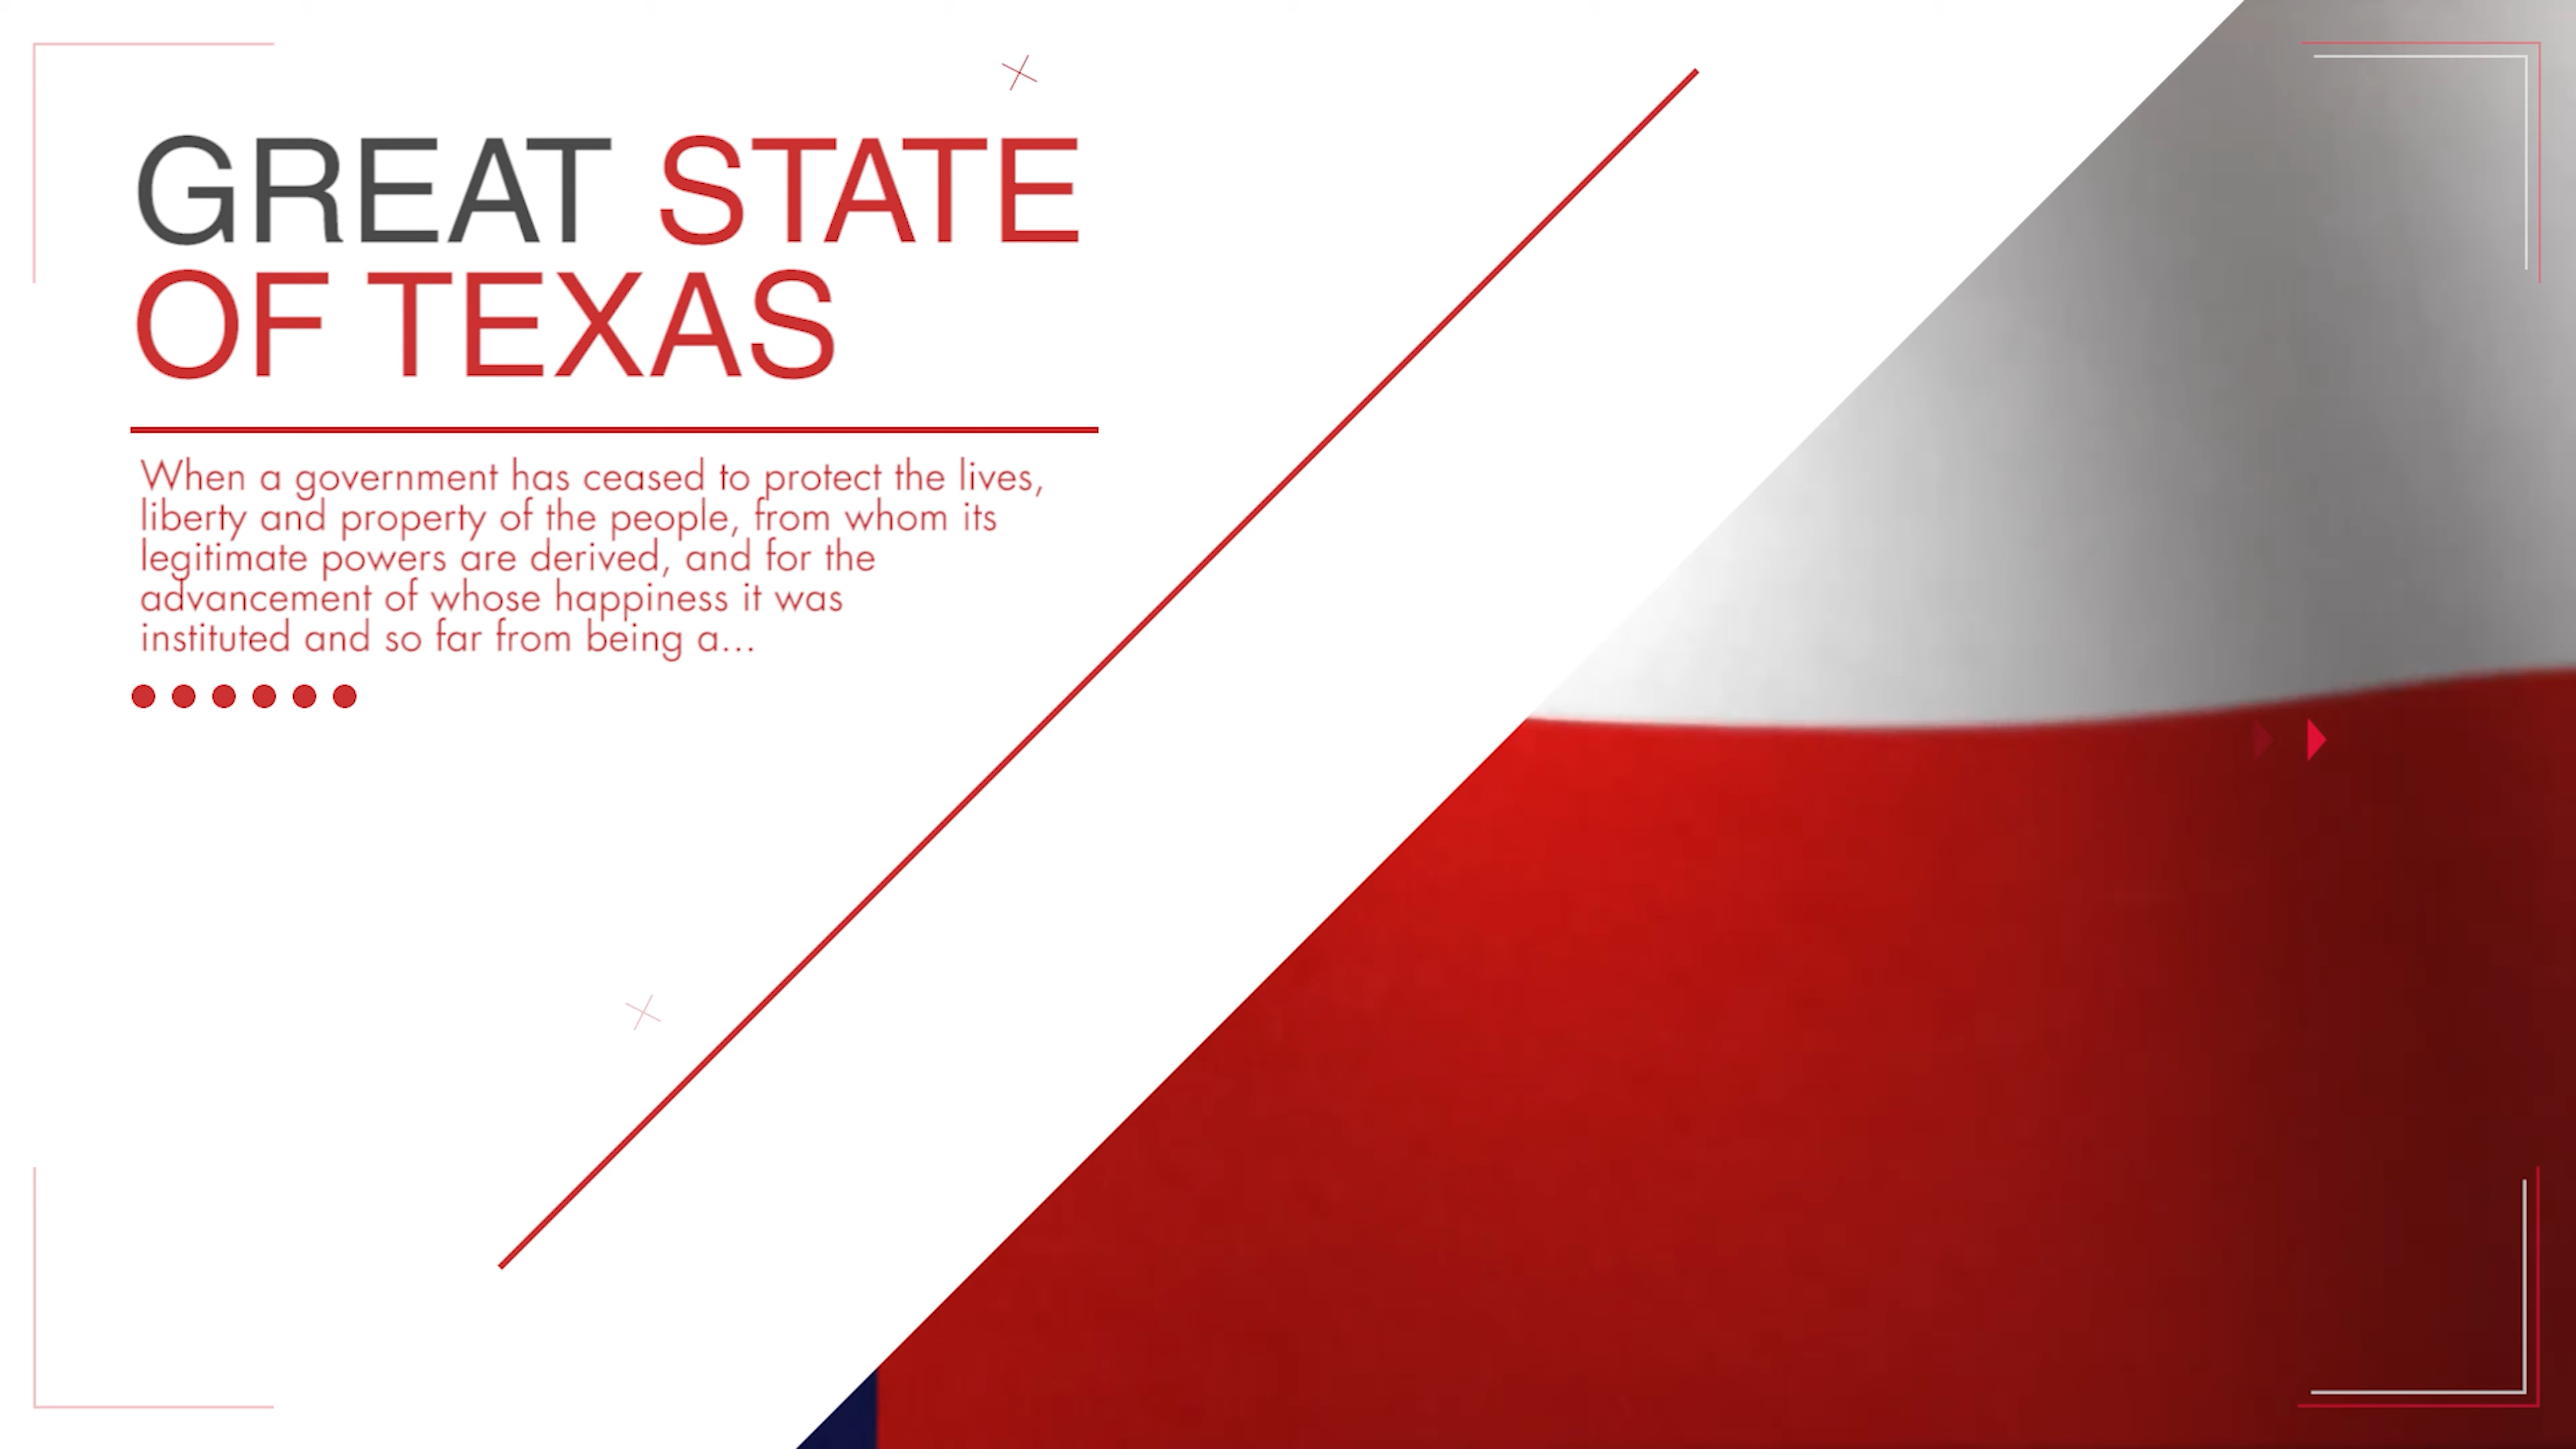 GREAT STATE
OF TEXAS
When a government has ceased to protect the lives,
liberty and property of the people, from whom its
legitimate powers are derived, and for the
advancement of whose happiness it was
instituted and so far from being a...